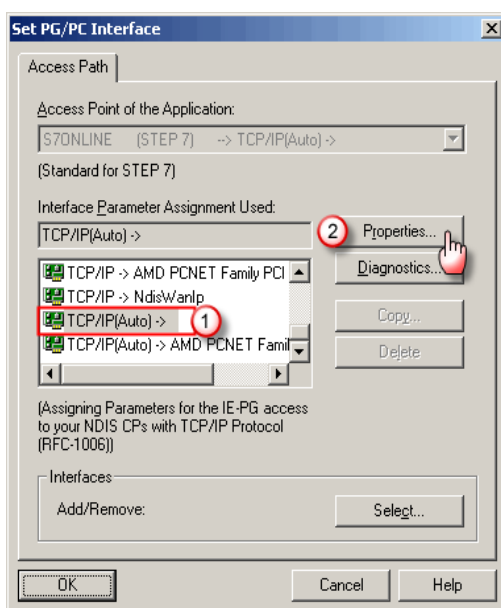 Set PG/PC Interface
Access Path
Access Point of the Application:
S7ONLINE (STEP 7) --> TCP/IP(Auto) ->
(Standard for STEP 7)
Interface Parameter Assignment Used:
TCP/IP(Auto) ->
2
Properties...
TCP/IP -> AMD PCNET Family PCI
TCP/IP -> NdisWanIp
TCP/IP(Auto) ->
1
TCP/IP(Auto) -> AMD PCNET Famil
Diagnostics...
Copy...
Delete
(Assigning Parameters for the IE-PG access
to your NDIS CPs with TCP/IP Protocol
(RFC-1006))
Interfaces
Add/Remove:
Select...
OK
Cancel
Help